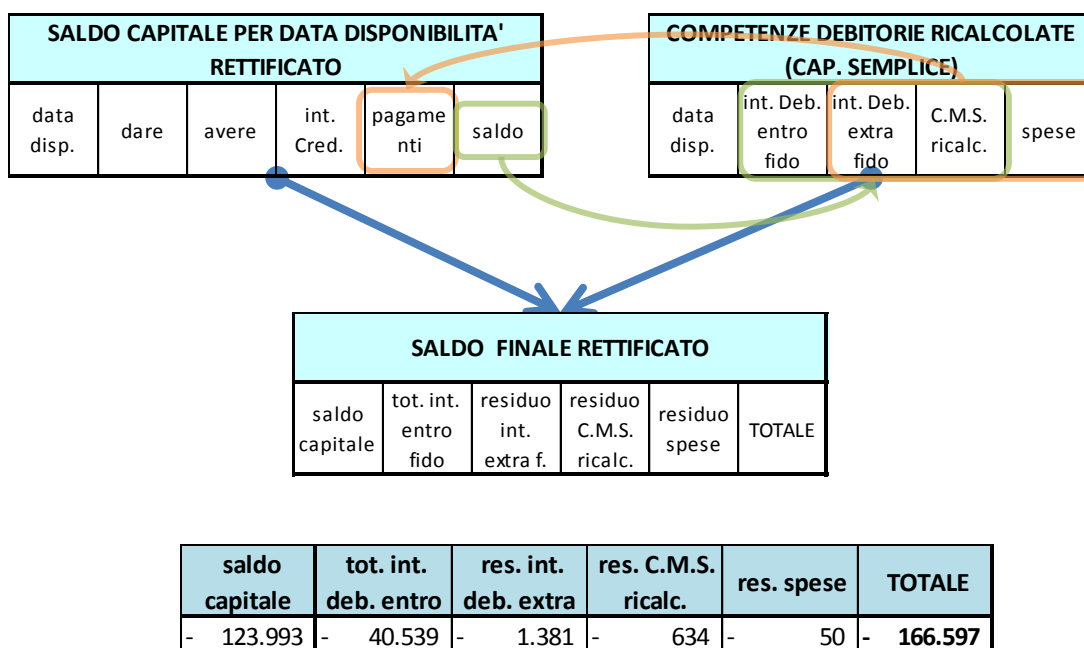 SALDO CAPITALE PER DATA DISPONIBILITA'
RETTIFICATO
data
disp.
dare
avere
int.
Cred.
pagame
nti
saldo
COMPETENZE DEBITORIE RICALCOLATE
(CAP. SEMPLICE)
data
disp.
int. Deb.
entro
fido
int. Deb.
extra
fido
C.M.S.
ricalc.
spese
SALDO FINALE RETTIFICATO
saldo
capitale
tot. int.
entro
fido
residuo
int.
extra f.
residuo
C.M.S.
ricalc.
residuo
spese
TOTALE
saldo
capitale
tot. int.
deb. entro
res. int.
deb. extra
res. C.M.S.
ricalc.
res. spese
TOTALE
- 123.993 - 40.539 - 1.381 - 634 - 50 - 166.597